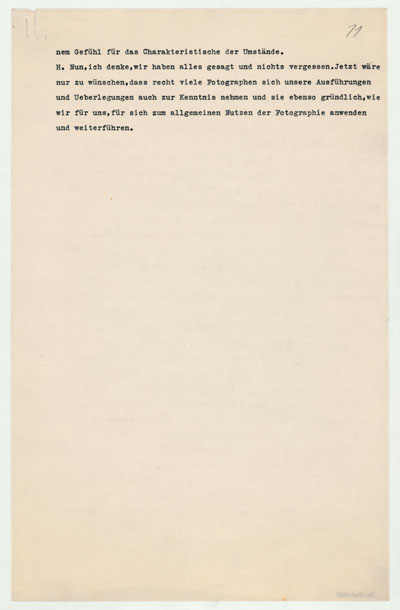 nem Gefühl für das Charakteristische der Umstände.
H. Nun,ich denke,wir haben alles gesagt und nichts vergessen.Jetzt wäre
nur zu wünschen,dass recht viele Fotographen sich unsere Ausführungen
und Ueberlegungen auch zur Kenntnis nehmen und sie ebenso gründlich,wie
wir für uns,für sich zum allgemeinen Nutzen der Fotographie anwenden
und weiterführen.